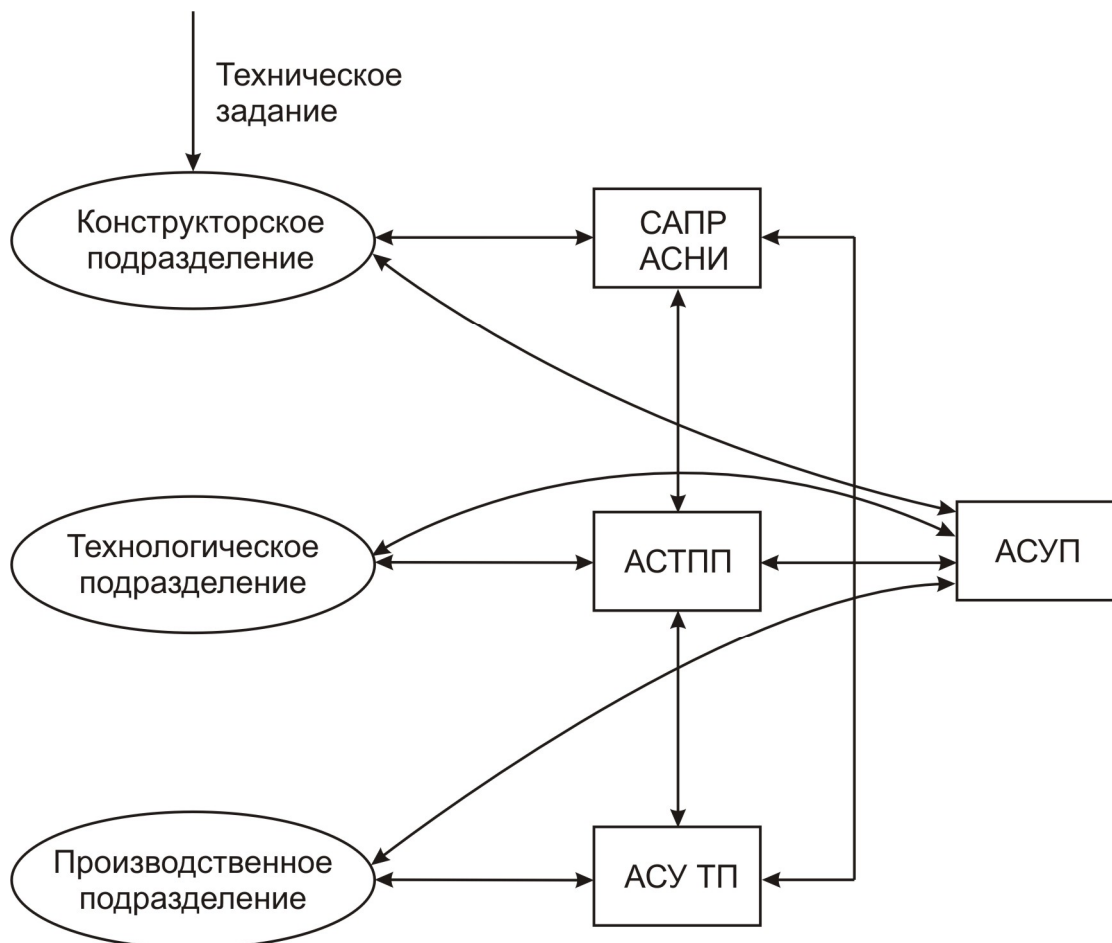 Техническое
задание
Конструкторское
подразделение
САПР
АСНИ
Технологическое
подразделение
АСТПП
АСУП
Производственное
подразделение
АСУ ТП